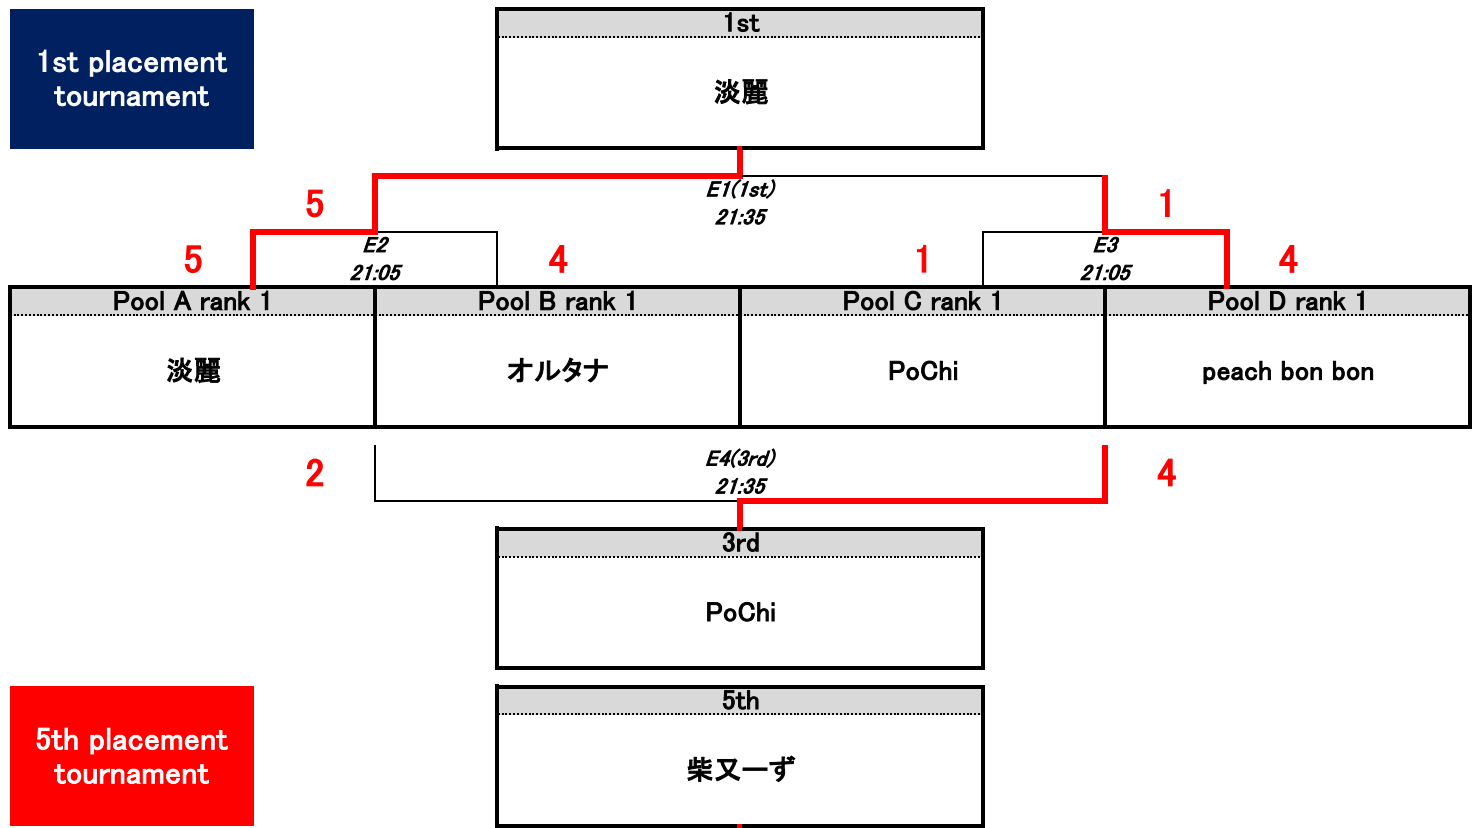 1st placement
tournament
1st
淡麗
5
E1(1st)
21:35
1
5
E2
21:05
4
1
E3
21:05
4
Pool A rank 1
Pool B rank 1
Pool C rank 1
Pool D rank 1
淡麗
オルタナ
PoChi
peach bon bon
2
E4(3rd)
21:35
4
3rd
PoChi
5th placement
tournament
5th
柴又一ず